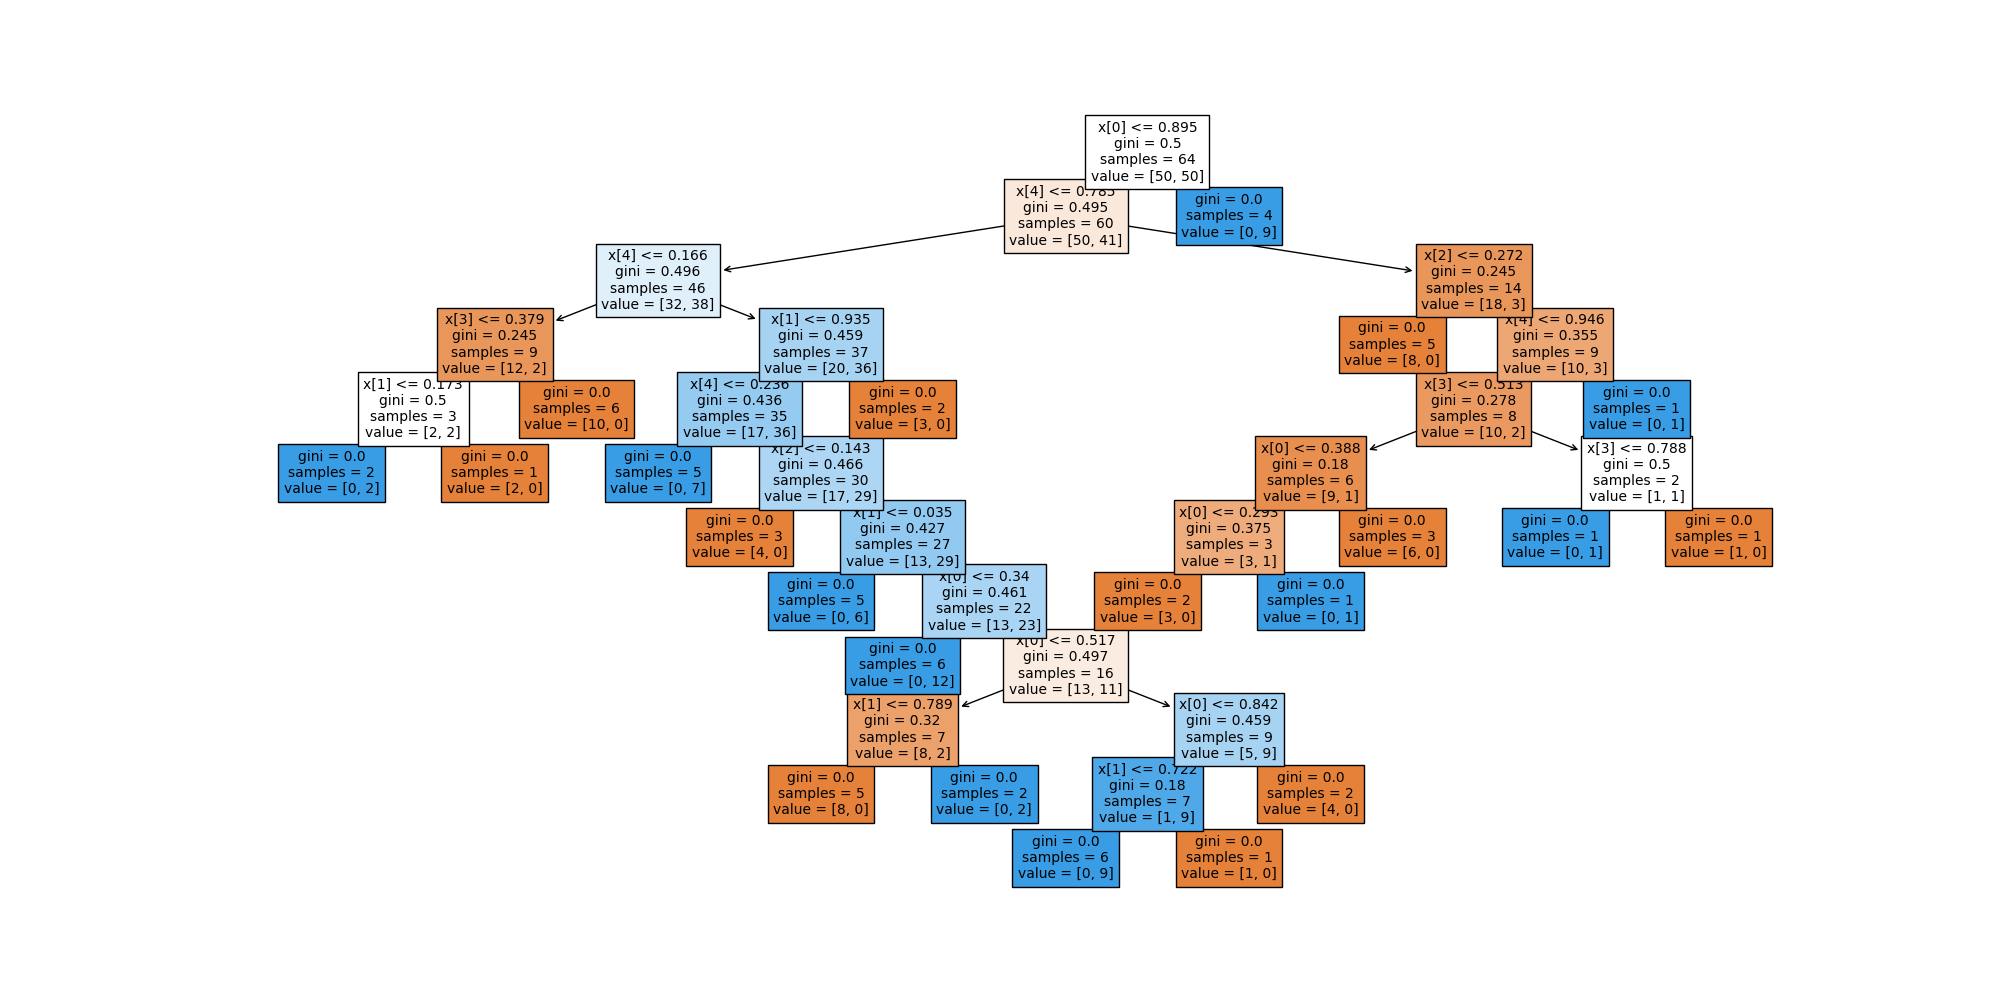 x[0] <= 0.895
gini = 0.5
samples = 64
value = [50, 50]
x[4] <= 0.785
gini = 0.495
samples = 60
value = [50, 41]
gini = 0.0
samples = 4
value = [0, 9]
x[4] <= 0.166
gini = 0.496
samples = 46
value = [32, 38]
x[2] <= 0.272
gini = 0.245
samples = 14
value = [18, 3]
x[3] <= 0.379
gini = 0.245
samples = 9
value = [12, 2]
x[1] <= 0.935
gini = 0.459
samples = 37
value = [20, 36]
gini = 0.0
samples = 5
value = [8, 0]
x[4] <= 0.946
gini = 0.355
samples = 9
value = [10, 3]
x[1] <= 0.173
gini = 0.5
samples = 3
value = [2, 2]
gini = 0.0
samples = 6
value = [10, 0]
x[4] <= 0.236
gini = 0.436
samples = 35
value = [17, 36]
gini = 0.0
samples = 2
value = [3, 0]
x[3] <= 0.513
gini = 0.278
samples = 8
value = [10, 2]
gini = 0.0
samples = 1
value = [0, 1]
gini = 0.0
samples = 2
value = [0, 2]
gini = 0.0
samples = 1
value = [2, 0]
gini = 0.0
samples = 5
value = [0, 7]
x[2] <= 0.143
gini = 0.466
samples = 30
value = [17, 29]
x[0] <= 0.388
gini = 0.18
samples = 6
value = [9, 1]
x[3] <= 0.788
gini = 0.5
samples = 2
value = [1, 1]
gini = 0.0
samples = 3
value = [4, 0]
x[1] <= 0.035
gini = 0.427
samples = 27
value = [13, 29]
x[0] <= 0.293
gini = 0.375
samples = 3
value = [3, 1]
gini = 0.0
samples = 3
value = [6, 0]
gini = 0.0
samples = 1
value = [0, 1]
gini = 0.0
samples = 1
value = [1, 0]
gini = 0.0
samples = 5
value = [0, 6]
x[0] <= 0.34
gini = 0.461
samples = 22
value = [13, 23]
gini = 0.0
samples = 2
value = [3, 0]
gini = 0.0
samples = 1
value = [0, 1]
gini = 0.0
samples = 6
value = [0, 12]
x[0] <= 0.517
gini = 0.497
samples = 16
value = [13, 11]
x[1] <= 0.789
gini = 0.32
samples = 7
value = [8, 2]
x[0] <= 0.842
gini = 0.459
samples = 9
value = [5, 9]
gini = 0.0
samples = 5
value = [8, 0]
gini = 0.0
samples = 2
value = [0, 2]
x[1] <= 0.722
gini = 0.18
samples = 7
value = [1, 9]
gini = 0.0
samples = 2
value = [4, 0]
gini = 0.0
samples = 6
value = [0, 9]
gini = 0.0
samples = 1
value = [1, 0]